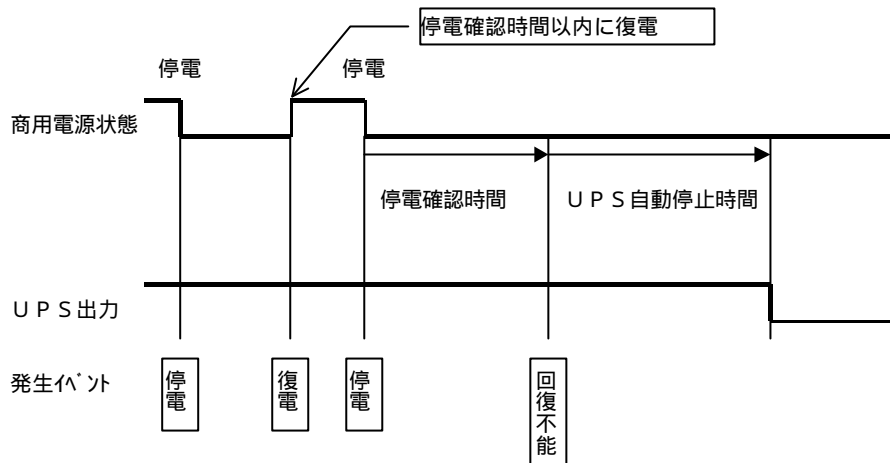 停電確認時間以内に復電
停電 停電
商用電源状態
停電確認時間 ＵＰＳ自動停止時間
ＵＰＳ出力
発生ｲﾍﾞﾝﾄ
停電
復電
停電
回復不能